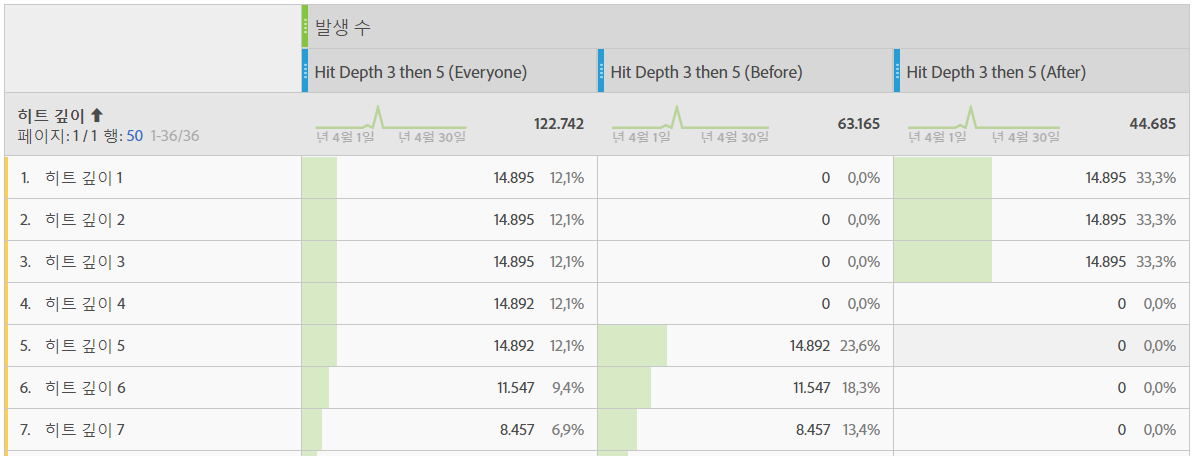 발생 수
Hit Depth 3 then 5 (Everyone) Hit Depth 3 then 5 (Before) Hit Depth 3 then 5 (After)
히트 깊이 ⬆
페이지: 1 / 1 행: 50 1-36/36
년 4월 1일 년 4월 30일 122.742 년 4월 1일 년 4월 30일 63.165 년 4월 1일 년 4월 30일 44.685
1. 히트 깊이 1 14.895 12,1% 0 0,0% 14.895 33,3%
2. 히트 깊이 2 14.895 12,1% 0 0,0% 14.895 33,3%
3. 히트 깊이 3 14.895 12,1% 0 0,0% 14.895 33,3%
4. 히트 깊이 4 14.892 12,1% 0 0,0% 0 0,0%
5. 히트 깊이 5 14.892 12,1% 14.892 23,6% 0 0,0%
6. 히트 깊이 6 11.547 9,4% 11.547 18,3% 0 0,0%
7. 히트 깊이 7 8.457 6,9% 8.457 13,4% 0 0,0%